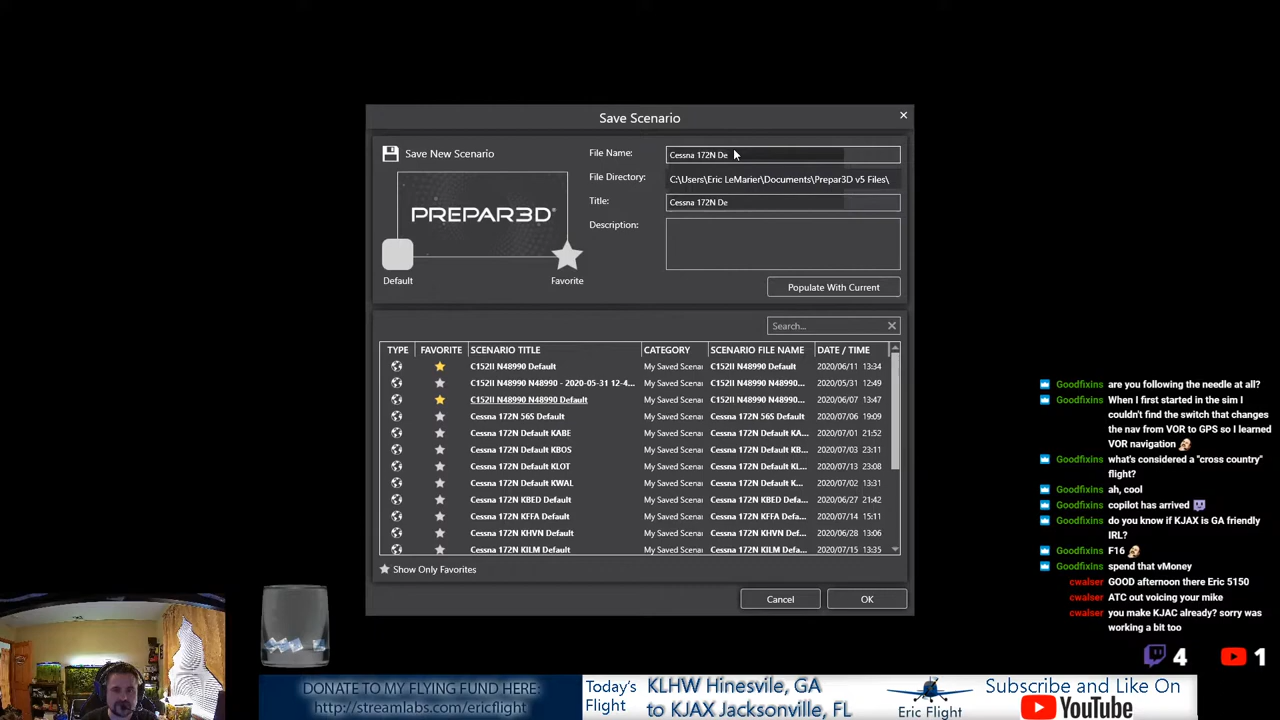 Save Scenario
Save New Scenario
PREPAR3D
Default
Favorite
File Name:
Cessna 172N De
File Directory:
C:\Users\Eric LeMarier\Documents\Prepar3D v5 Files\
Title:
Cessna 172N De
Description:
Populate With Current
Search...
TYPE FAVORITE SCENARIO TITLE CATEGORY SCENARIO FILE NAME DATE / TIME
C152II N48990 Default My Saved Scenar C152II N48990 Default 2020/06/11 13:34
C152II N48990 N48990 - 2020-05-31 12-4... My Saved Scenar C152II N48990 N48990... 2020/05/31 12:49
C152II N48990 N48990 Default My Saved Scenar C152II N48990 N48990... 2020/06/07 13:47
Cessna 172N 56S Default My Saved Scenar Cessna 172N 56S Default 2020/07/06 19:09
Cessna 172N Default KABE My Saved Scenar Cessna 172N Default KA... 2020/07/01 21:52
Cessna 172N Default KBOS My Saved Scenar Cessna 172N Default KB... 2020/07/03 23:11
Cessna 172N Default KLOT My Saved Scenar Cessna 172N Default KL... 2020/07/13 23:08
Cessna 172N Default KWAL My Saved Scenar Cessna 172N Default K... 2020/07/02 13:31
Cessna 172N KBED Default My Saved Scenar Cessna 172N KBED Defa... 2020/06/27 21:42
Cessna 172N KFFA Default My Saved Scenar Cessna 172N KFFA Defa... 2020/07/14 15:11
Cessna 172N KHVN Default My Saved Scenar Cessna 172N KHVN Def... 2020/06/28 13:06
Cessna 172N KILM Default My Saved Scenar Cessna 172N KILM Defa... 2020/07/15 13:35
Show Only Favorites
Cancel
OK
Goodfixins are you following the needle at all?
Goodfixins When I first started in the sim I
couldn't find the switch that changes
the nav from VOR to GPS so I learned
VOR navigation
Goodfixins what's considered a "cross country"
flight?
Goodfixins ah, cool
Goodfixins copilot has arrived
Goodfixins do you know if KJAX is GA friendly
IRL?
Goodfixins F16
Goodfixins spend that vMoney
cwalser GOOD afternoon there Eric 5150
cwalser ATC out voicing your mike
cwalser you make KJAC already? sorry was
working a bit too
4
1
DONATE TO MY FLYING FUND HERE:
http://streamlabs.com/ericflight
Today's
Flight
KLHW Hinesvile, GA
to KJAX Jacksonville, FL
Eric Flight
Subscribe and Like On
YouTube